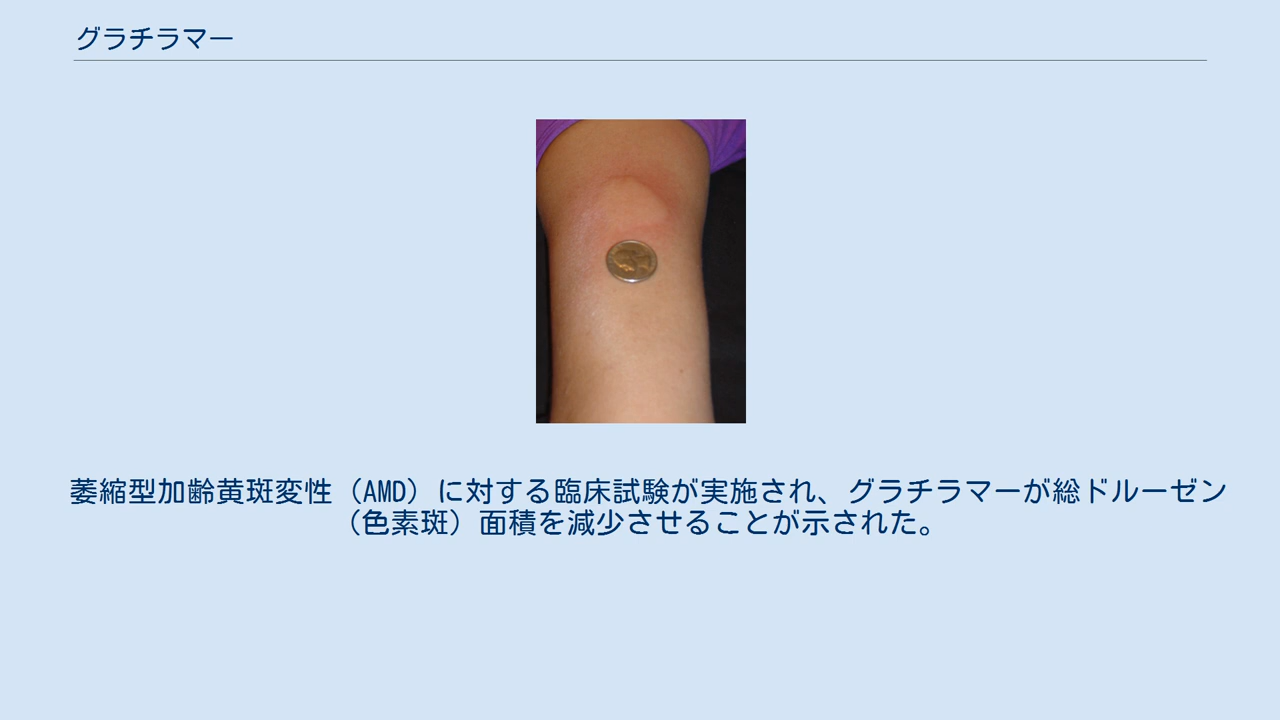 グラチラマー
萎縮型加齢黄斑変性（AMD）に対する臨床試験が実施され、グラチラマーが総ドルーゼン
（色素斑）面積を減少させることが示された。